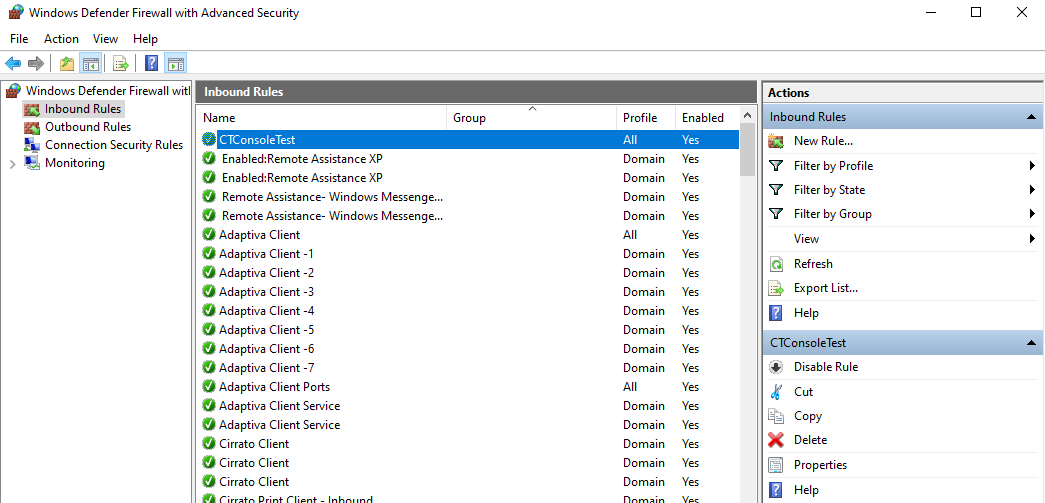 Windows Defender Firewall with Advanced Security
File Action View Help
Windows Defender Firewall witl
Inbound Rules
Outbound Rules
Connection Security Rules
Monitoring
Inbound Rules
Name Group Profile Enabled
CTConsoleTest All Yes
Enabled:Remote Assistance XP Domain Yes
Enabled:Remote Assistance XP Domain Yes
Remote Assistance- Windows Messenge... Domain Yes
Remote Assistance- Windows Messenge... Domain Yes
Adaptiva Client All Yes
Adaptiva Client -1 Domain Yes
Adaptiva Client -2 Domain Yes
Adaptiva Client -3 Domain Yes
Adaptiva Client -4 Domain Yes
Adaptiva Client -5 Domain Yes
Adaptiva Client -6 Domain Yes
Adaptiva Client -7 Domain Yes
Adaptiva Client Ports All Yes
Adaptiva Client Service Domain Yes
Adaptiva Client Service Domain Yes
Cirrato Client Domain Yes
Cirrato Client Domain Yes
Cirrato Client Domain Yes
Cirrato Print Client - Inbound Domain Yes
Actions
Inbound Rules
New Rule...
Filter by Profile
Filter by State
Filter by Group
View
Refresh
Export List...
Help
CTConsoleTest
Disable Rule
Cut
Copy
Delete
Properties
Help